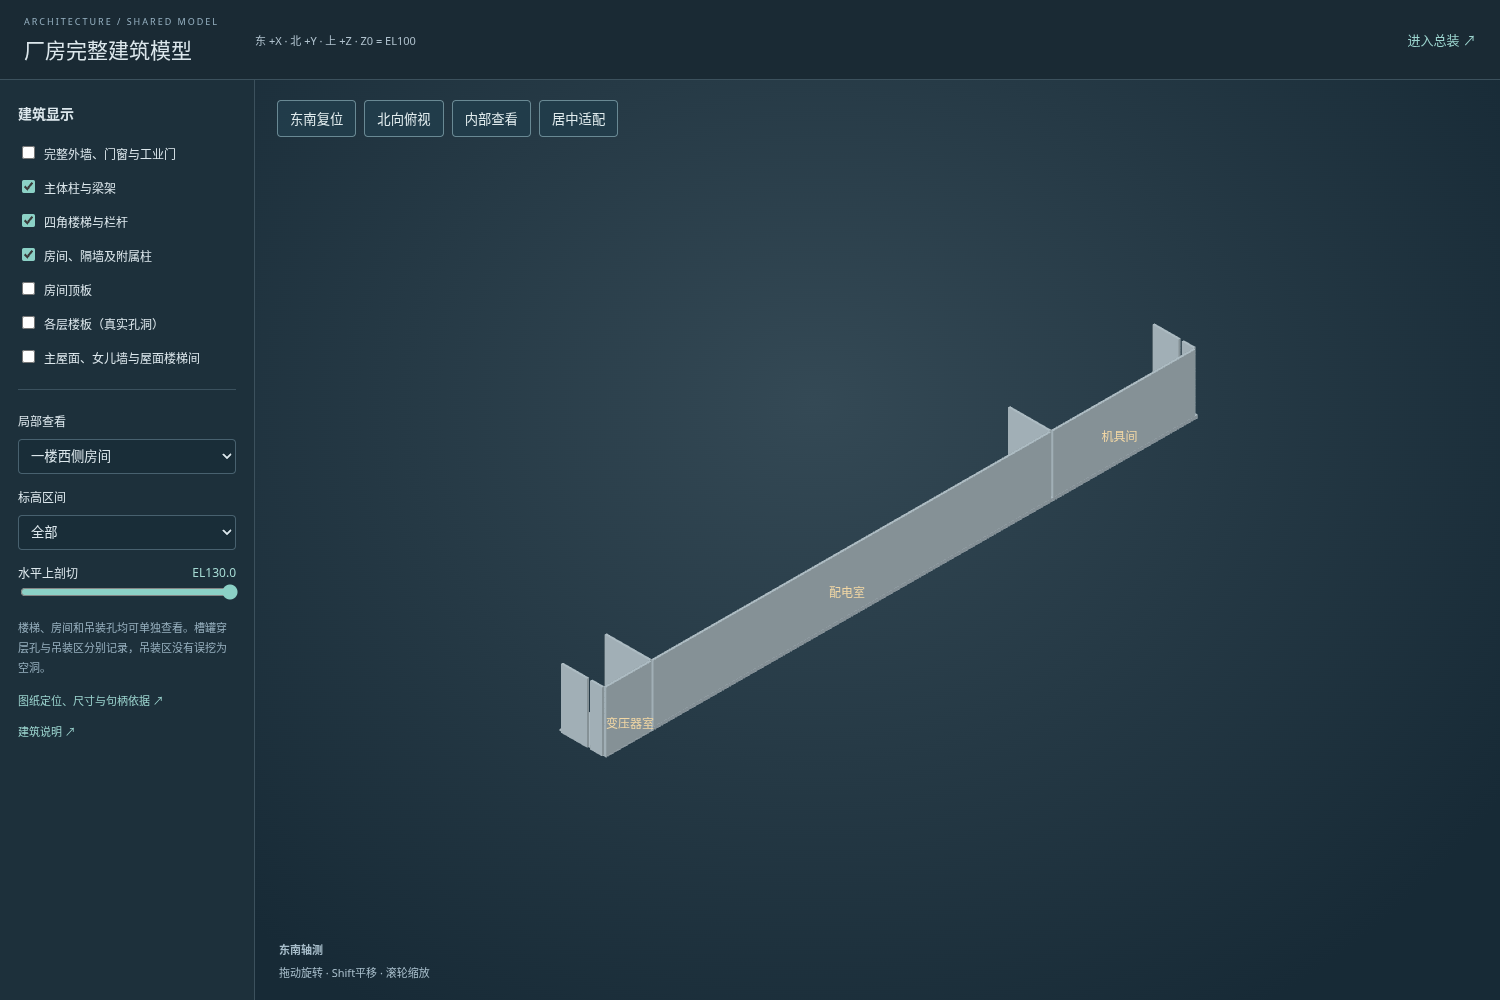 ARCHITECTURE / SHARED MODEL
厂房完整建筑模型
东 +X · 北 +Y · 上 +Z · Z0 = EL100
进入总装 ↗
建筑显示
完整外墙、门窗与工业门
主体柱与梁架
四角楼梯与栏杆
房间、隔墙及附属柱
房间顶板
各层楼板（真实孔洞）
主屋面、女儿墙与屋面楼梯间
局部查看
一楼西侧房间
标高区间
全部
水平上剖切 EL130.0
楼梯、房间和吊装孔均可单独查看。槽罐穿
层孔与吊装区分别记录，吊装区没有误挖为
空洞。
图纸定位、尺寸与句柄依据 ↗
建筑说明 ↗
东南复位 北向俯视 内部查看 居中适配
机具间
配电室
变压器室
东南轴测
拖动旋转 · Shift平移 · 滚轮缩放